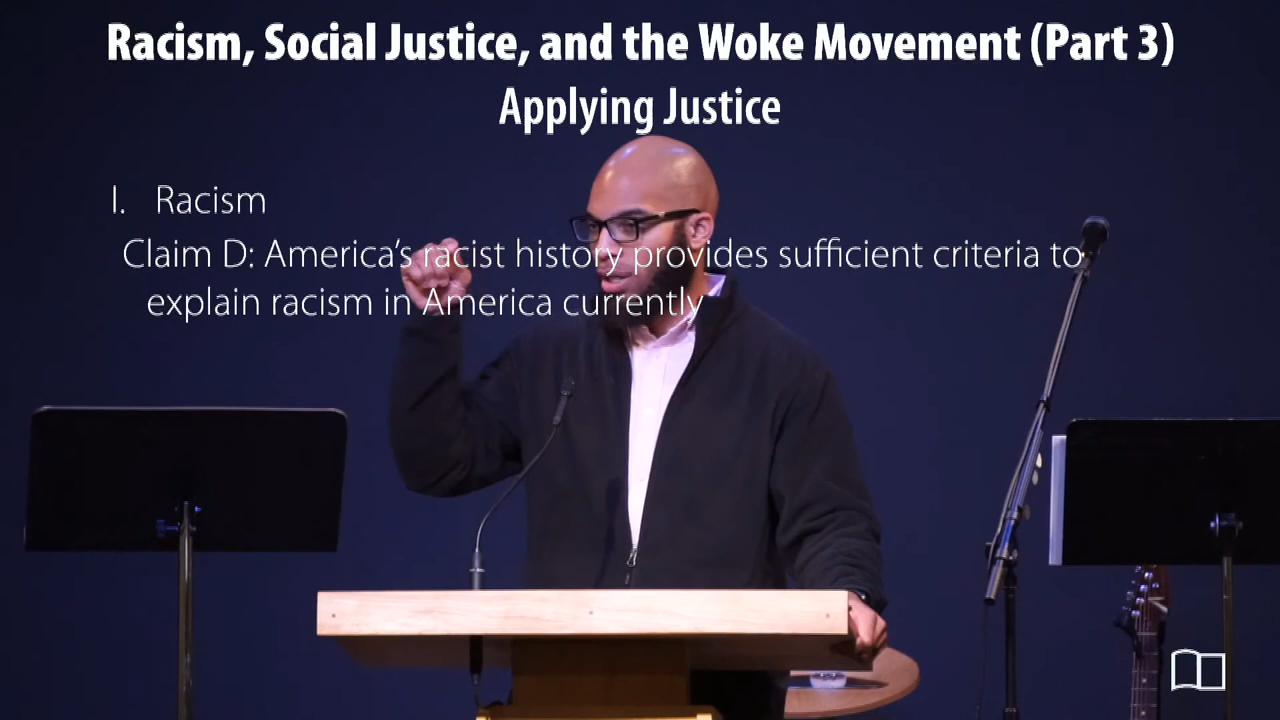 Racism, Social Justice, and the Woke Movement (Part 3)
Applying Justice
I. Racism
Claim D: America’s racist history provides sufficient criteria to
explain racism in America currently